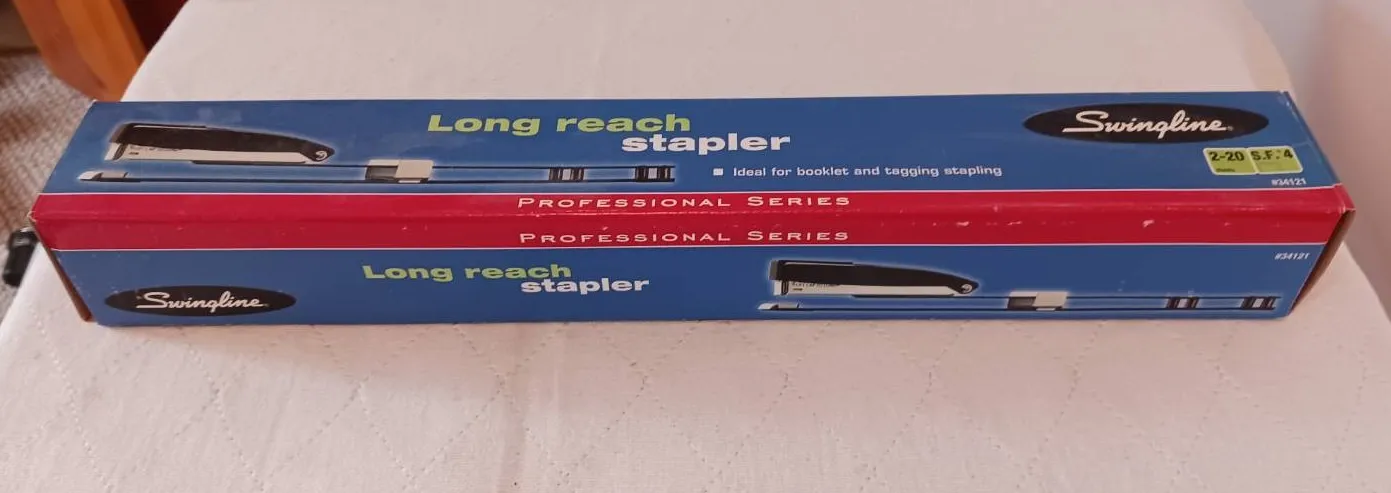 Long reach
stapler
Swingline
2-20 S.F. 4
Ideal for booklet and tagging stapling
#34121
PROFESSIONAL SERIES
PROFESSIONAL SERIES
#34121
Long reach
stapler
Swingline